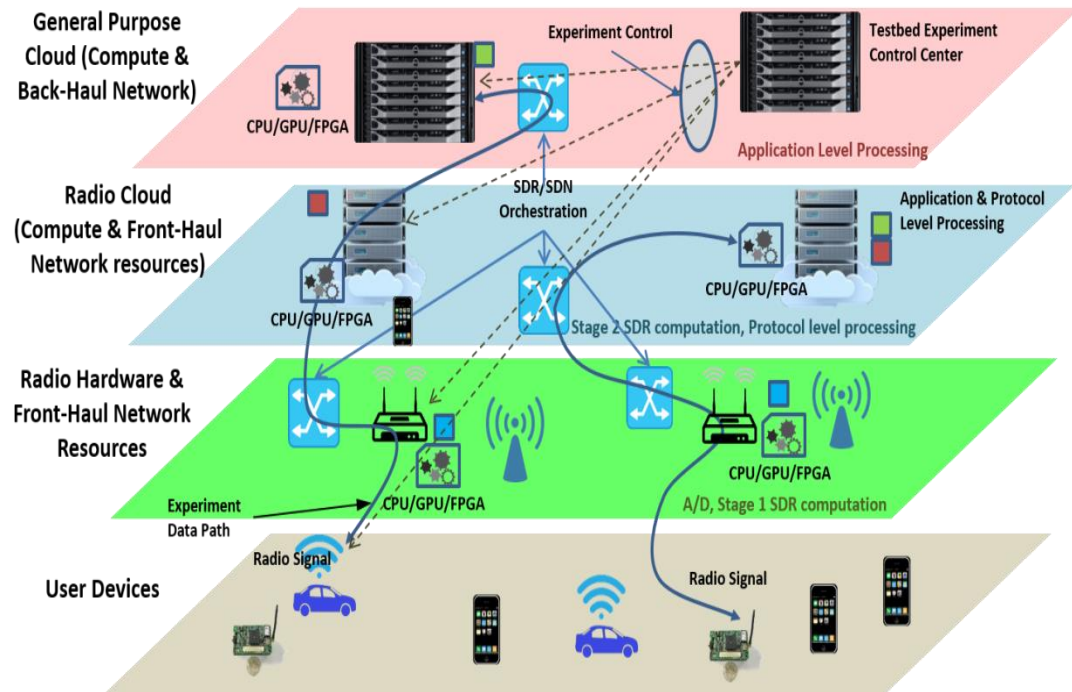 General Purpose
Cloud (Compute &
Back-Haul Network)
CPU/GPU/FPGA
Experiment Control
Testbed Experiment
Control Center
Application Level Processing
Radio Cloud
(Compute & Front-Haul
Network resources)
SDR/SDN
Orchestration
Application & Protocol
Level Processing
CPU/GPU/FPGA
CPU/GPU/FPGA
Stage 2 SDR computation, Protocol level processing
Radio Hardware &
Front-Haul Network
Resources
CPU/GPU/FPGA
CPU/GPU/FPGA
A/D, Stage 1 SDR computation
Experiment
Data Path
User Devices
Radio Signal
Radio Signal